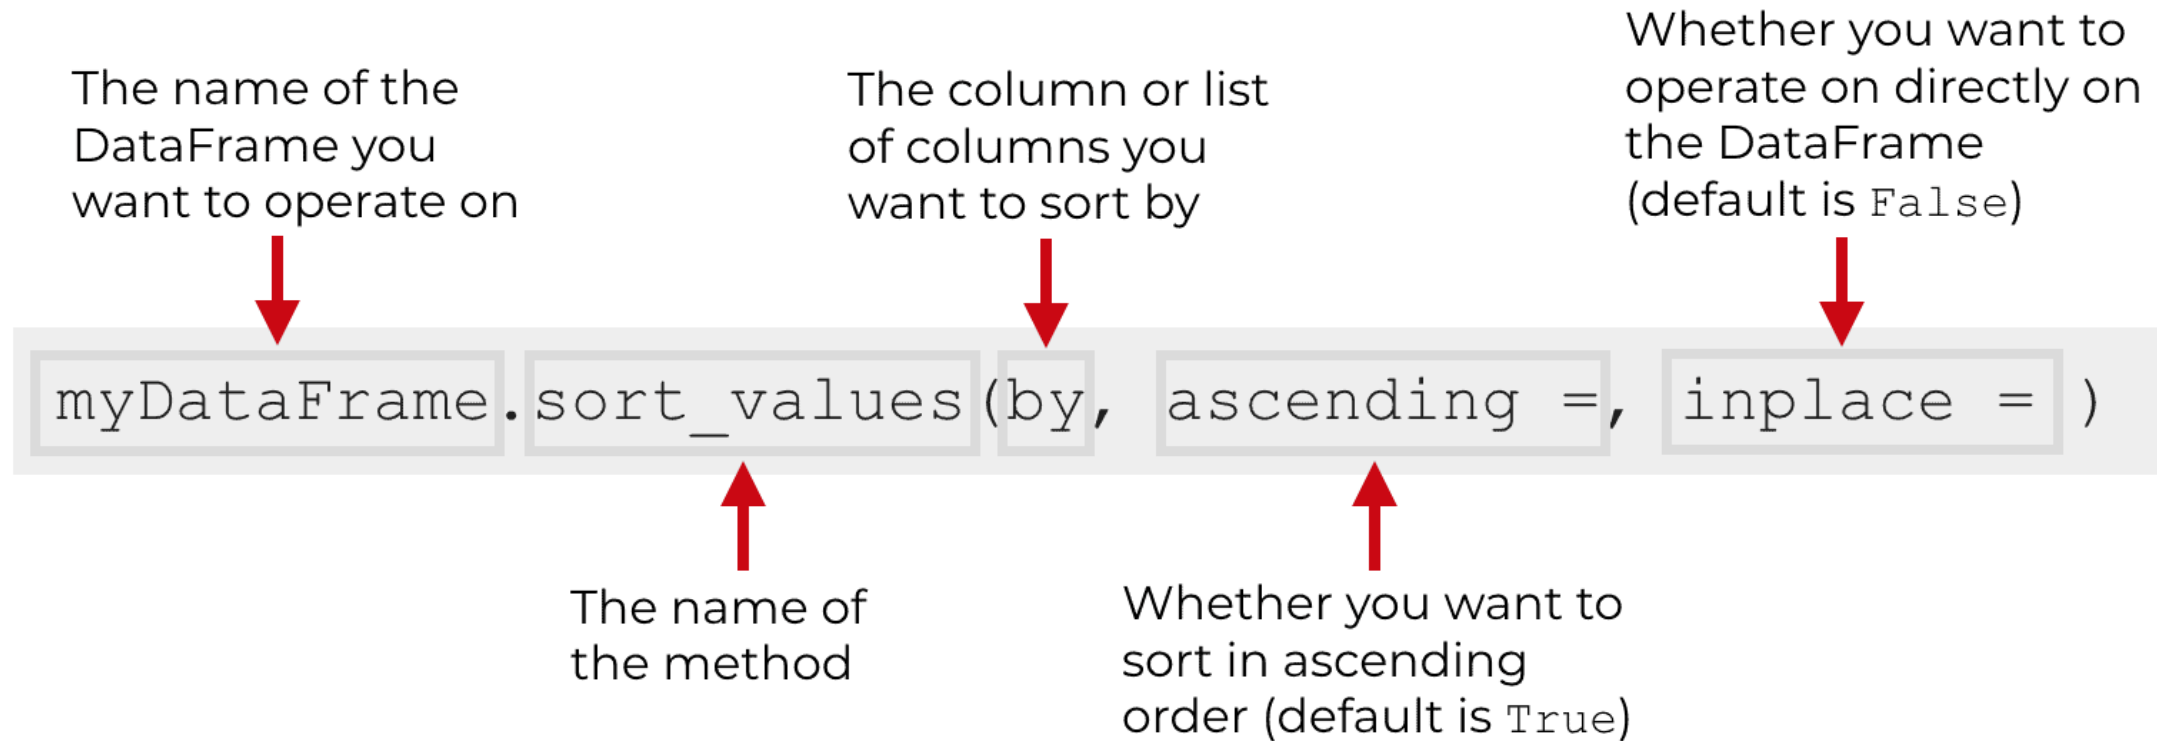 The name of the
DataFrame you
want to operate on
The column or list
of columns you
want to sort by
Whether you want to
operate on directly on
the DataFrame
(default is False)
myDataFrame.sort_values(by, ascending =, inplace = )
The name of
the method
Whether you want to
sort in ascending
order (default is True)